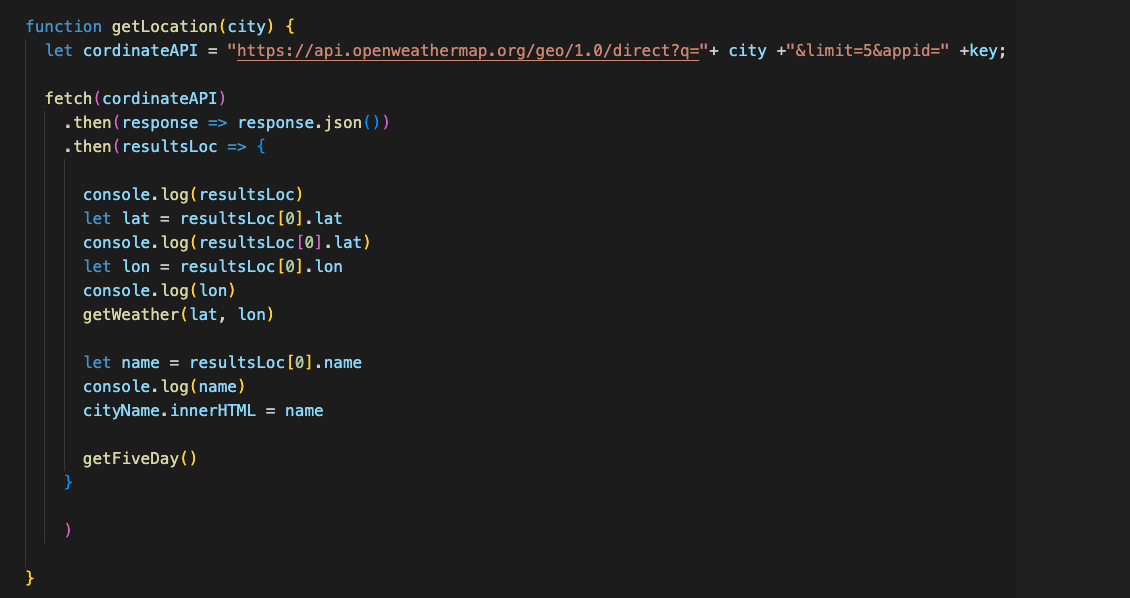 function getLocation(city) {
let cordinateAPI = "https://api.openweathermap.org/geo/1.0/direct?q="+ city +"&limit=5&appid=" +key;
fetch(cordinateAPI)
.then(response => response.json())
.then(resultsLoc => {
console.log(resultsLoc)
let lat = resultsLoc[0].lat
console.log(resultsLoc[0].lat)
let lon = resultsLoc[0].lon
console.log(lon)
getWeather(lat, lon)
let name = resultsLoc[0].name
console.log(name)
cityName.innerHTML = name
getFiveDay()
}
)
}